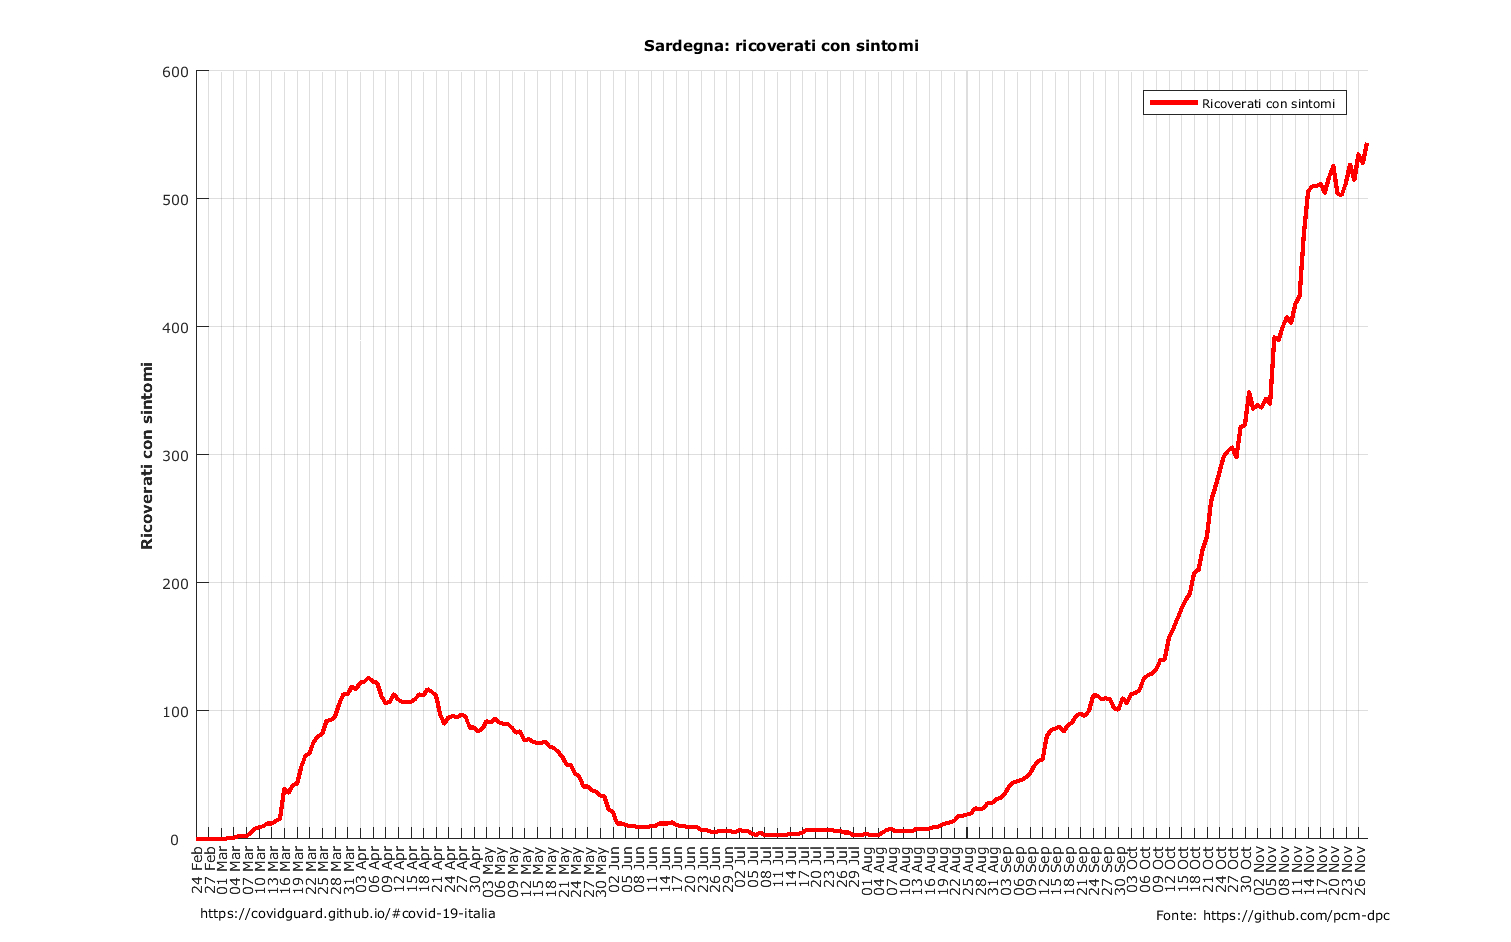 Sardegna: ricoverati con sintomi
Ricoverati con sintomi
Ricoverati con sintomi
600
500
400
300
200
100
0
24 Feb
27 Feb
01 Mar
04 Mar
07 Mar
10 Mar
13 Mar
16 Mar
19 Mar
22 Mar
25 Mar
28 Mar
31 Mar
03 Apr
06 Apr
09 Apr
12 Apr
15 Apr
18 Apr
21 Apr
24 Apr
27 Apr
30 Apr
03 May
06 May
09 May
12 May
15 May
18 May
21 May
24 May
27 May
30 May
02 Jun
05 Jun
08 Jun
11 Jun
14 Jun
17 Jun
20 Jun
23 Jun
26 Jun
29 Jun
02 Jul
05 Jul
08 Jul
11 Jul
14 Jul
17 Jul
20 Jul
23 Jul
26 Jul
29 Jul
01 Aug
04 Aug
07 Aug
10 Aug
13 Aug
16 Aug
19 Aug
22 Aug
25 Aug
28 Aug
31 Aug
03 Sep
06 Sep
09 Sep
12 Sep
15 Sep
18 Sep
21 Sep
24 Sep
27 Sep
30 Sep
03 Oct
06 Oct
09 Oct
12 Oct
15 Oct
18 Oct
21 Oct
24 Oct
27 Oct
30 Oct
02 Nov
05 Nov
08 Nov
11 Nov
14 Nov
17 Nov
20 Nov
23 Nov
26 Nov
https://covidguard.github.io/#covid-19-italia
Fonte: https://github.com/pcm-dpc